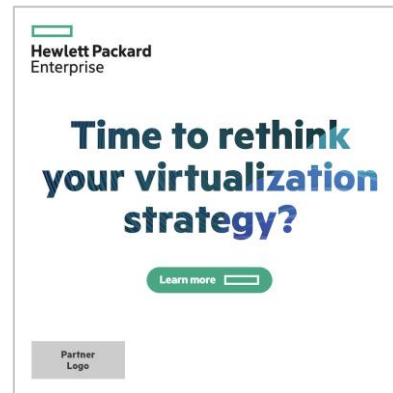 Hewlett Packard
Enterprise
Time to rethink
your virtualization
strategy?
Learn more
Partner
Logo